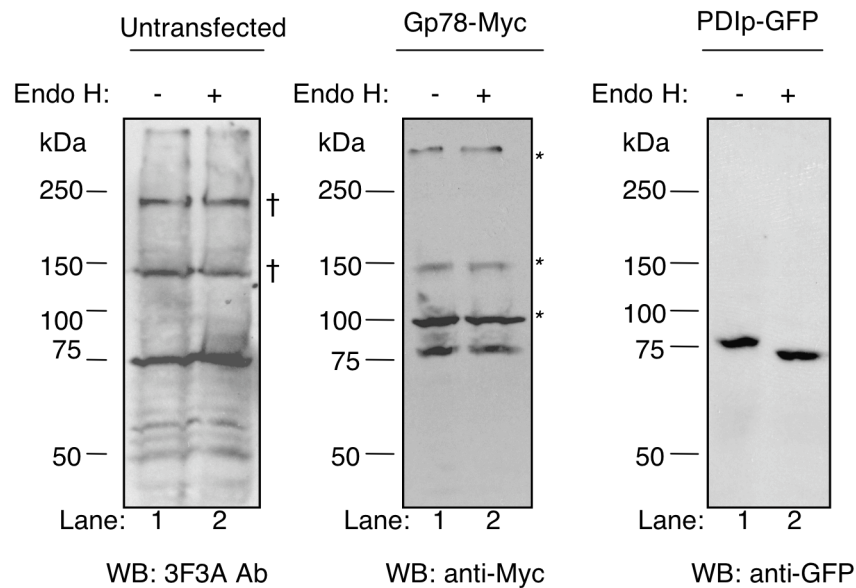 Untransfected
Endo H: - +
kDa
250
†
150
†
100
75
50
Lane: 1 2
WB: 3F3A Ab
Gp78-Myc
Endo H: - +
kDa
*
250
150 *
100 *
75
50
Lane: 1 2
WB: anti-Myc
PDIp-GFP
Endo H: - +
kDa
250
150
100
75
50
Lane: 1 2
WB: anti-GFP